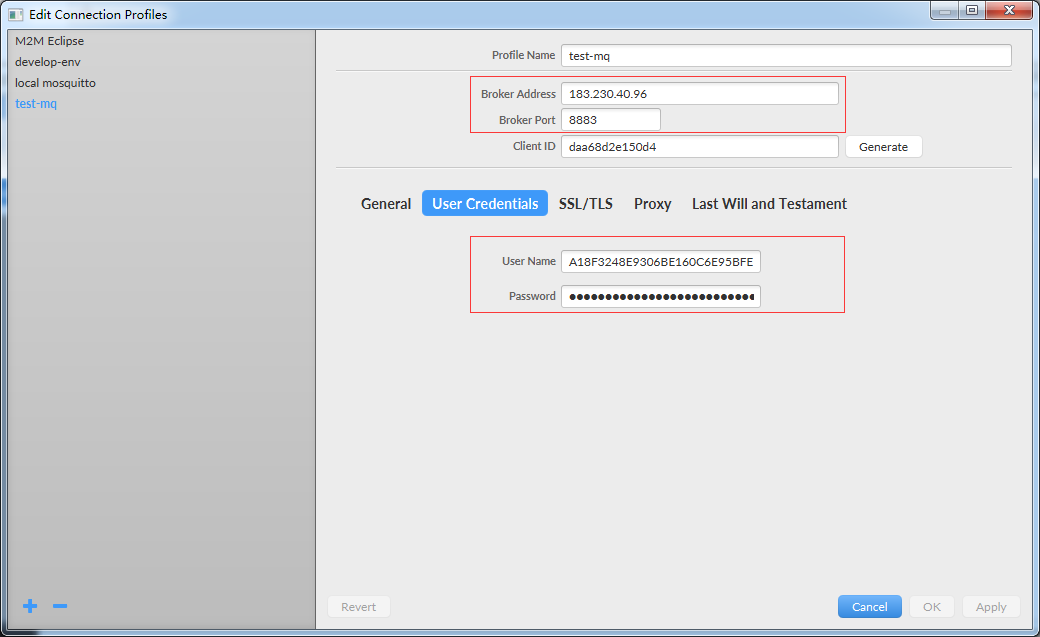 Edit Connection Profiles
M2M Eclipse
develop-env
local mosquitto
test-mq
Profile Name test-mq
Broker Address 183.230.40.96
Broker Port 8883
Client ID daa68d2e150d4 Generate
General User Credentials SSL/TLS Proxy Last Will and Testament
User Name A18F3248E9306BE160C6E95BFE
Password ●●●●●●●●●●●●●●●●●●●●●●●●●●
Revert Cancel OK Apply